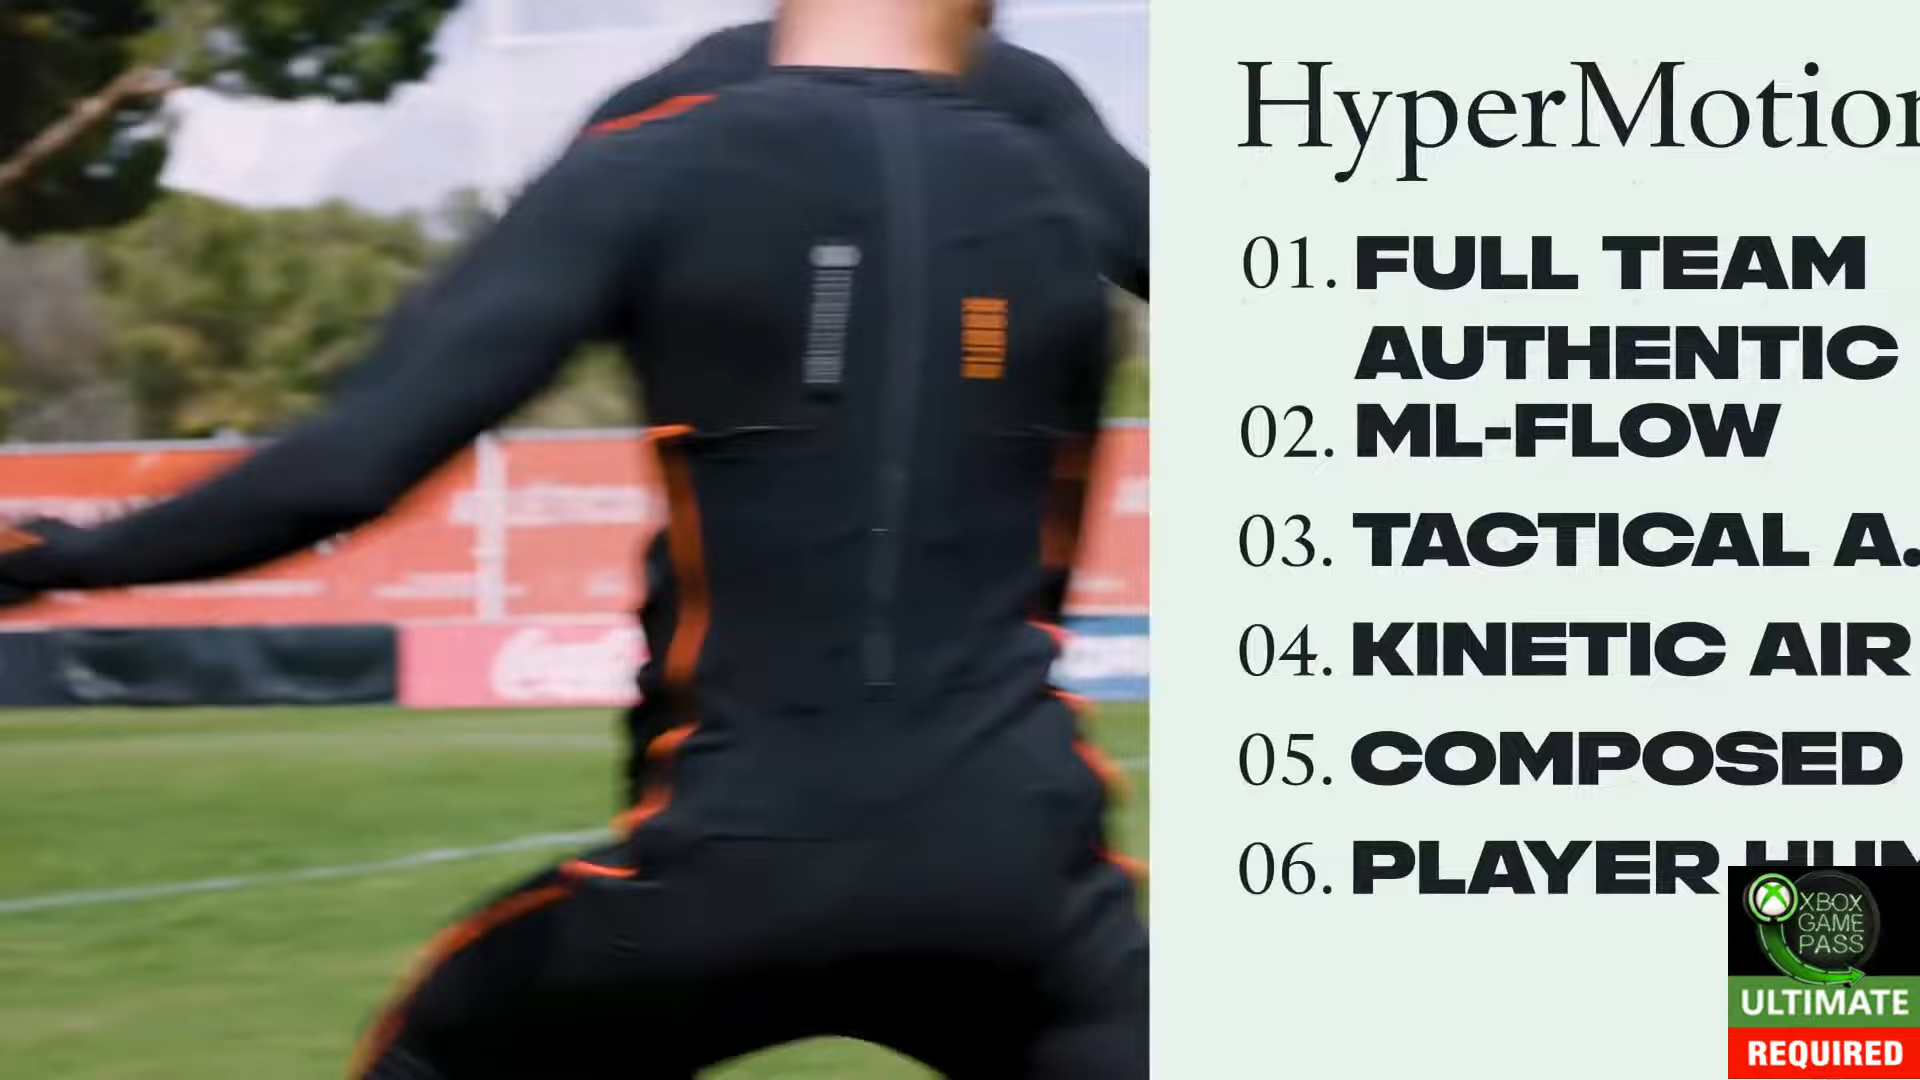 HyperMotion
01. FULL TEAM
AUTHENTIC
02. ML-FLOW
03. TACTICAL A.
04. KINETIC AIR
05. COMPOSED
06. PLAYER HUM
XBOX
GAME
PASS
ULTIMATE
REQUIRED